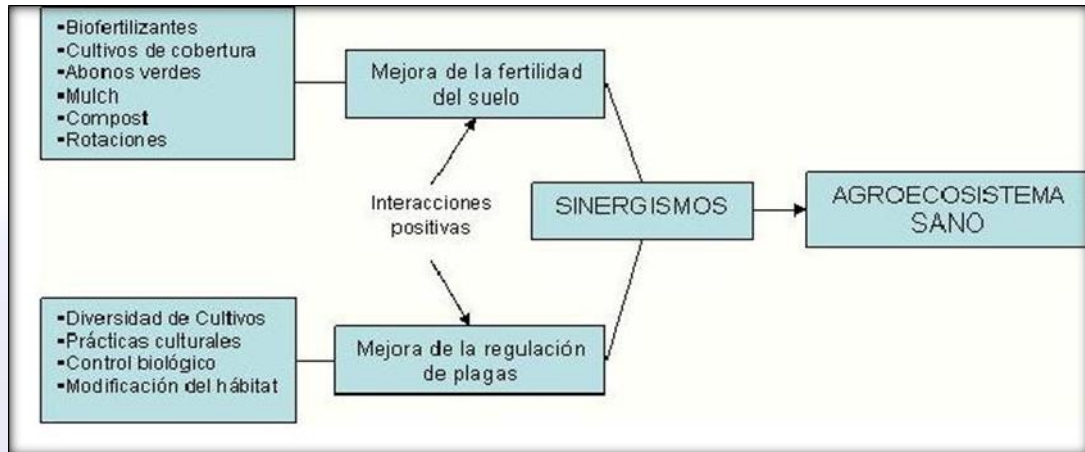 ▪Biofertilizantes
▪Cultivos de cobertura
▪Abonos verdes
▪Mulch
▪Compost
▪Rotaciones
Mejora de la fertilidad
del suelo
Interacciones
positivas
SINERGISMOS
AGROECOSISTEMA
SANO
▪Diversidad de Cultivos
▪Prácticas culturales
▪Control biológico
▪Modificación del hábitat
Mejora de la regulación
de plagas